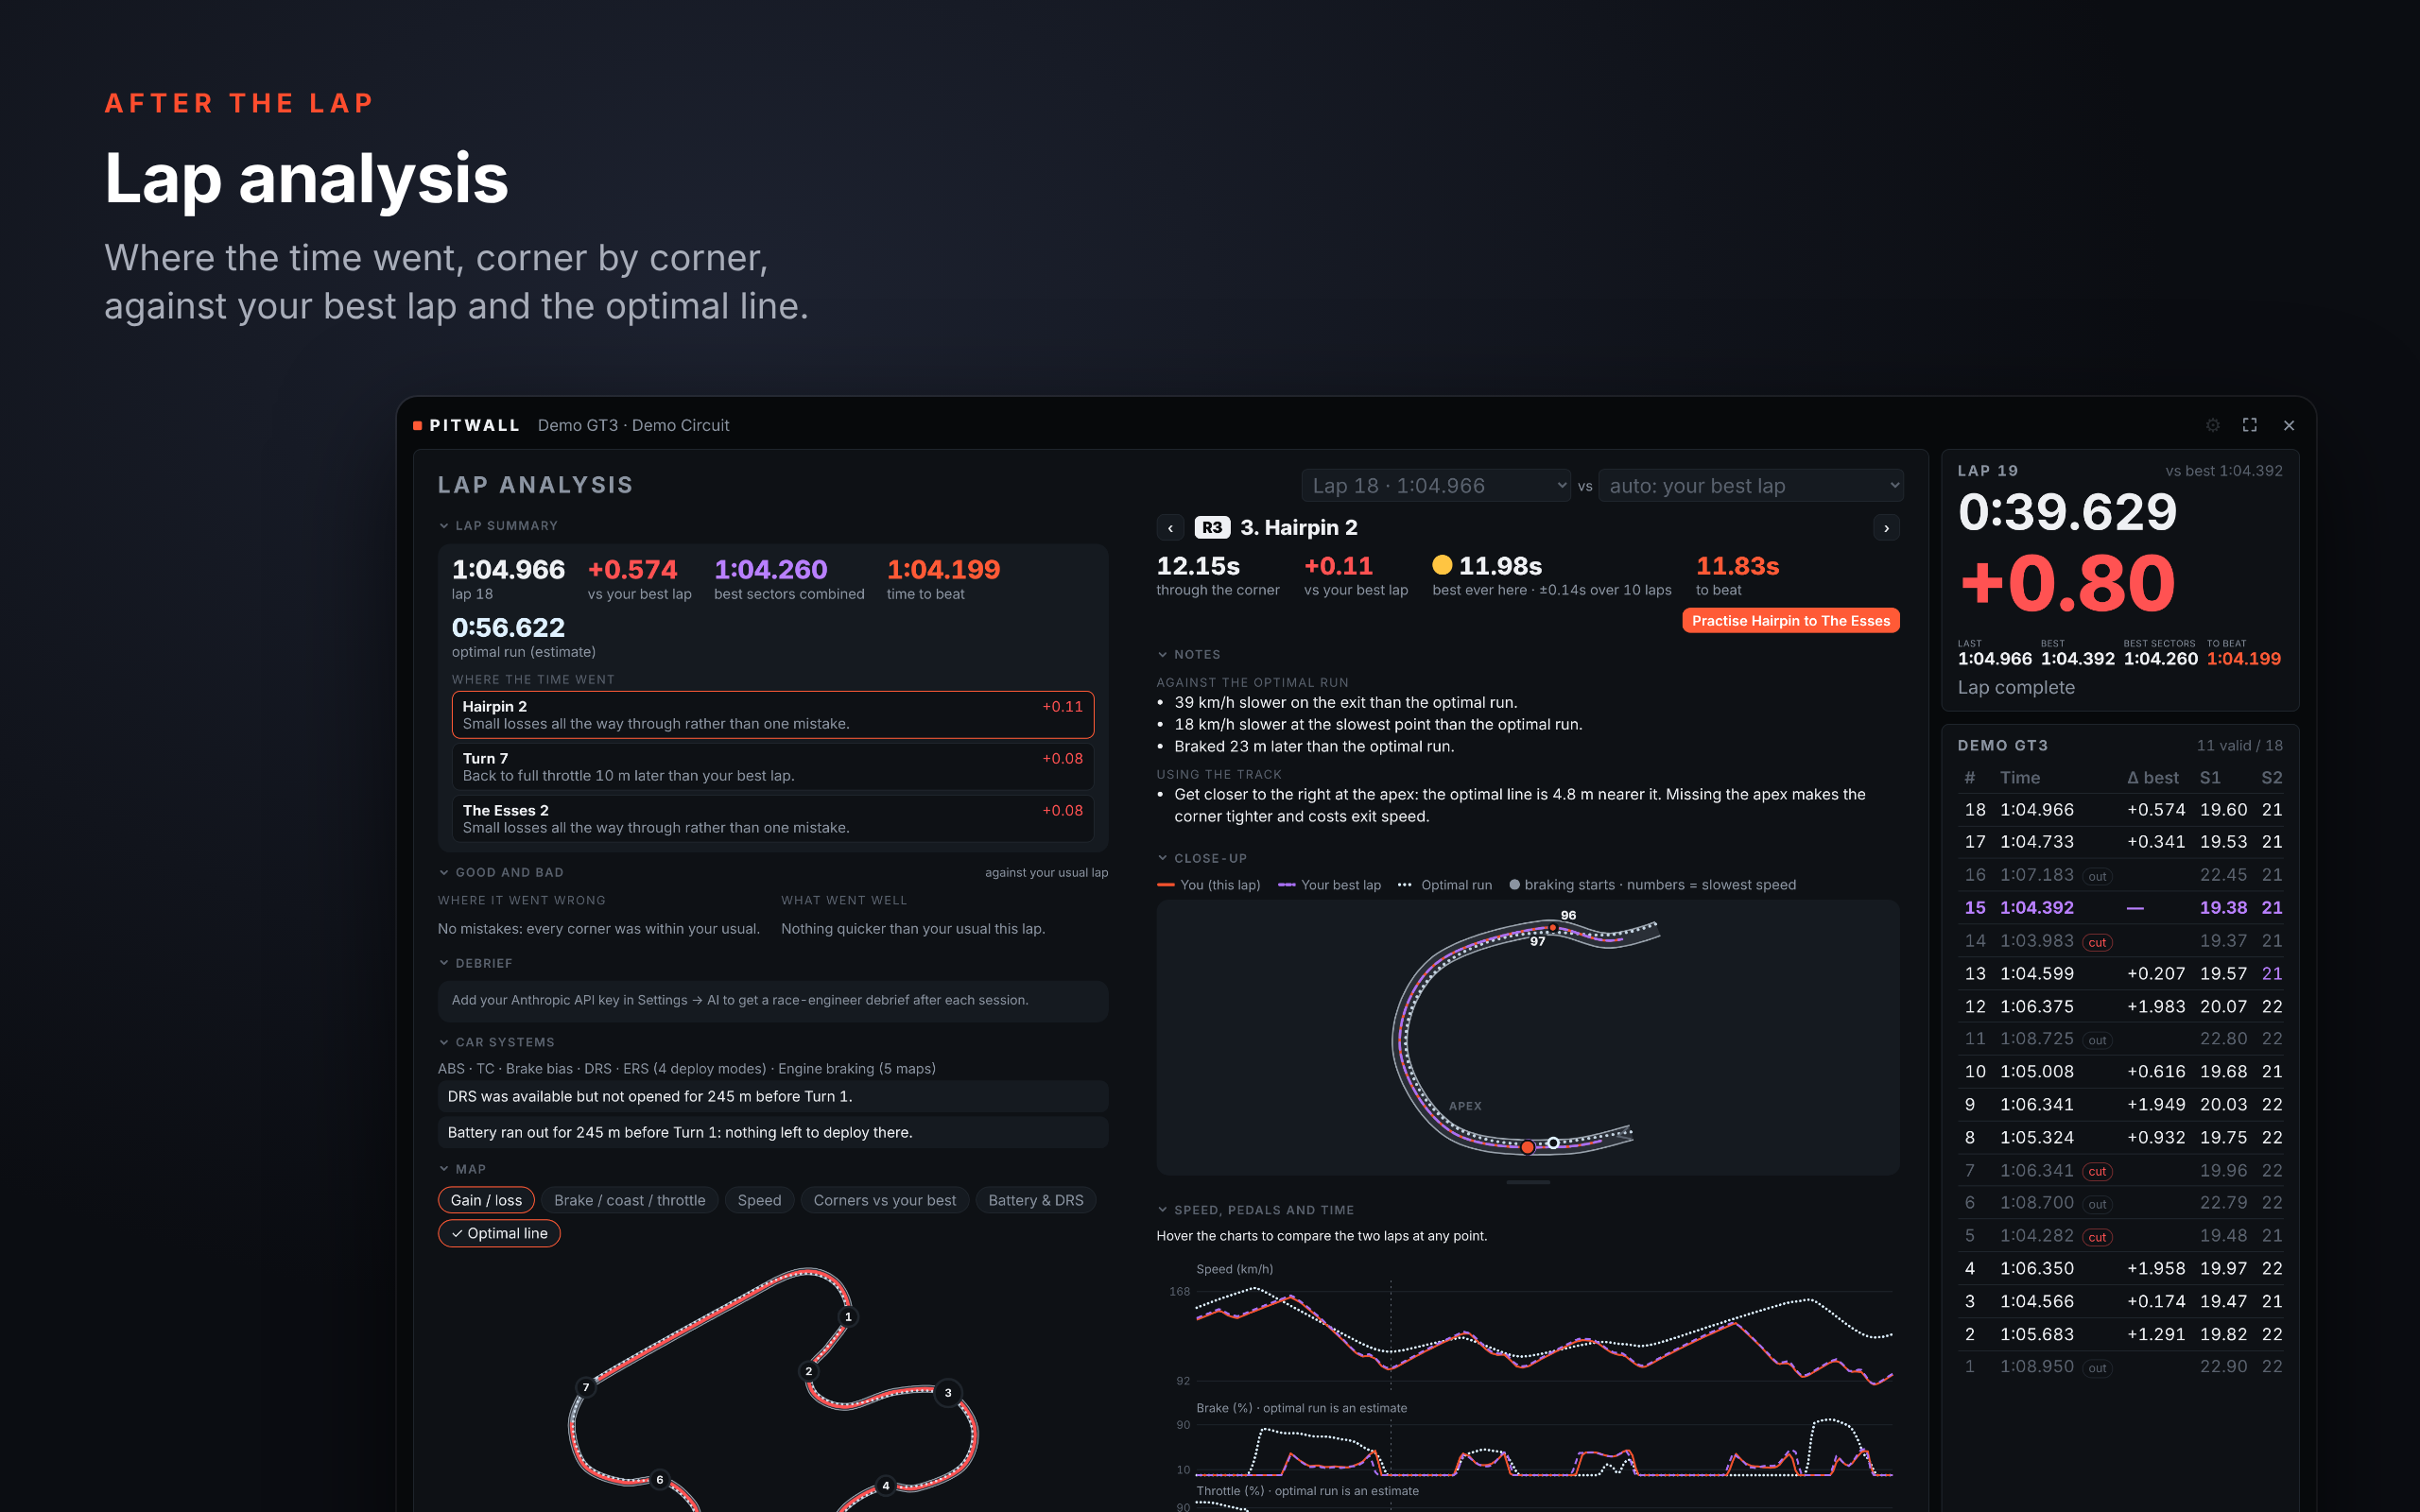 AFTER THE LAP
Lap analysis
Where the time went, corner by corner,
against your best lap and the optimal line.
PITWALL Demo GT3 · Demo Circuit
LAP ANALYSIS
Lap 18 · 1:04.966 vs auto: your best lap
LAP SUMMARY
1:04.966 +0.574 1:04.260 1:04.199
lap 18 vs your best lap best sectors combined time to beat
0:56.622
optimal run (estimate)
WHERE THE TIME WENT
Hairpin 2 +0.11
Small losses all the way through rather than one mistake.
Turn 7 +0.08
Back to full throttle 10 m later than your best lap.
The Esses 2 +0.08
Small losses all the way through rather than one mistake.
GOOD AND BAD against your usual lap
WHERE IT WENT WRONG WHAT WENT WELL
No mistakes: every corner was within your usual. Nothing quicker than your usual this lap.
DEBRIEF
Add your Anthropic API key in Settings → AI to get a race-engineer debrief after each session.
CAR SYSTEMS
ABS · TC · Brake bias · DRS · ERS (4 deploy modes) · Engine braking (5 maps)
DRS was available but not opened for 245 m before Turn 1.
Battery ran out for 245 m before Turn 1: nothing left to deploy there.
MAP
Gain / loss Brake / coast / throttle Speed Corners vs your best Battery & DRS
✓ Optimal line
1
2
3
7
6
4
‹ R3 3. Hairpin 2 ›
12.15s +0.11 11.98s 11.83s
through the corner vs your best lap best ever here · ±0.14s over 10 laps to beat
Practise Hairpin to The Esses
NOTES
AGAINST THE OPTIMAL RUN
• 39 km/h slower on the exit than the optimal run.
• 18 km/h slower at the slowest point than the optimal run.
• Braked 23 m later than the optimal run.
USING THE TRACK
• Get closer to the right at the apex: the optimal line is 4.8 m nearer it. Missing the apex makes the
corner tighter and costs exit speed.
CLOSE-UP
You (this lap) Your best lap Optimal run braking starts · numbers = slowest speed
96
97
APEX
SPEED, PEDALS AND TIME
Hover the charts to compare the two laps at any point.
Speed (km/h)
168
92
Brake (%) · optimal run is an estimate
90
10
Throttle (%) · optimal run is an estimate
90
LAP 19 vs best 1:04.392
0:39.629
+0.80
LAST BEST BEST SECTORS TO BEAT
1:04.966 1:04.392 1:04.260 1:04.199
Lap complete
DEMO GT3 11 valid / 18
# Time Δ best S1 S2
18 1:04.966 +0.574 19.60 21
17 1:04.733 +0.341 19.53 21
16 1:07.183 out 22.45 21
15 1:04.392 — 19.38 21
14 1:03.983 cut 19.37 21
13 1:04.599 +0.207 19.57 21
12 1:06.375 +1.983 20.07 22
11 1:08.725 out 22.80 22
10 1:05.008 +0.616 19.68 21
9 1:06.341 +1.949 20.03 22
8 1:05.324 +0.932 19.75 22
7 1:06.341 cut 19.96 22
6 1:08.700 out 22.79 22
5 1:04.282 cut 19.48 21
4 1:06.350 +1.958 19.97 22
3 1:04.566 +0.174 19.47 21
2 1:05.683 +1.291 19.82 22
1 1:08.950 out 22.90 22